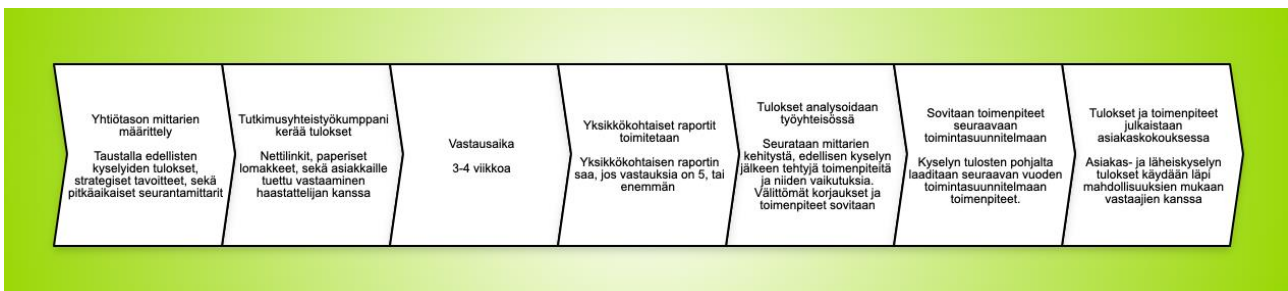 Yhtiötason mittarien
määrittely
Taustalla edellisten
kyselyiden tulokset,
strategiset tavoitteet, sekä
pitkäaikaiset seurantamittarit
Tutkimusyhteistyökumppani
kerää tulokset
Nettilinkit, paperiset
lomakkeet, sekä asiakkaille
tuettu vastaaminen
haastattelijan kanssa
Vastausaika
3-4 viikkoa
Yksikkökohtaiset raportit
toimitetaan
Yksikkökohtaisen raportin
saa, jos vastauksia on 5, tai
enemmän
Tulokset analysoidaan
työyhteisössä
Seurataan mittarien
kehitystä, edellisen kyselyn
jälkeen tehtyjä toimenpiteitä
ja niiden vaikutuksia.
Välittömät korjaukset ja
toimenpiteet sovitaan
Sovitaan toimenpiteet
seuraavaan
toimintasuunnitelmaan
Kyselyn tulosten pohjalta
laaditaan seuraavan vuoden
toimintasuunnitelmaan
toimenpiteet.
Tulokset ja toimenpiteet
julkaistaan
asiakaskokouksessa
Asiakas- ja läheiskyselyn
tulokset käydään läpi
mahdollisuuksien mukaan
vastaajien kanssa